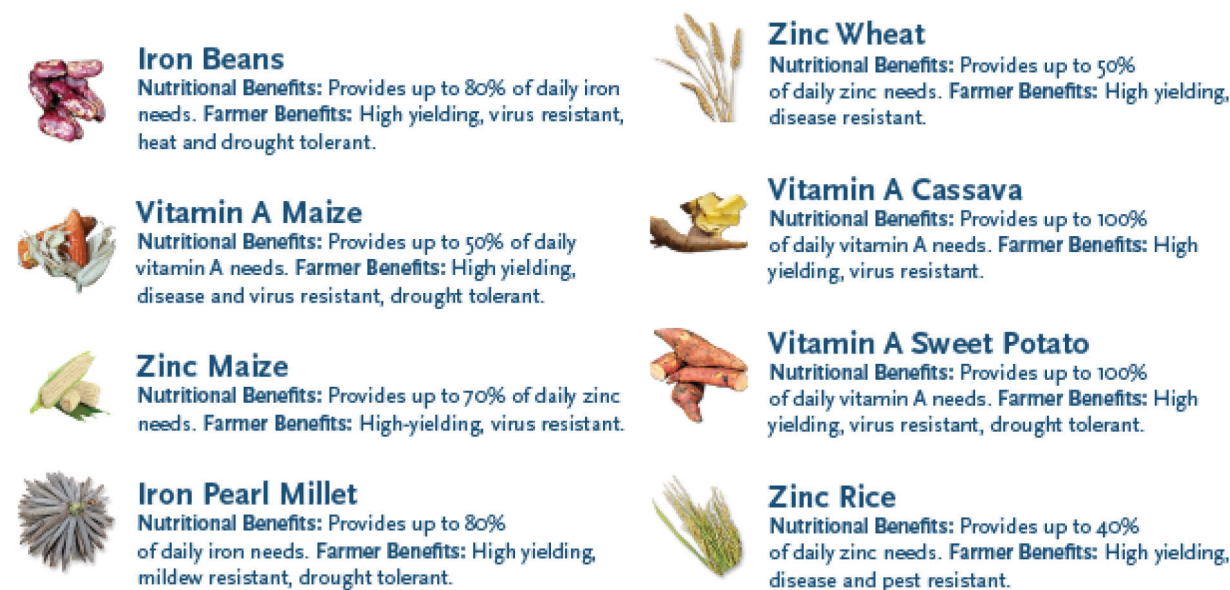 Iron Beans
Nutritional Benefits: Provides up to 80% of daily iron
needs. Farmer Benefits: High yielding, virus resistant,
heat and drought tolerant.
Vitamin A Maize
Nutritional Benefits: Provides up to 50% of daily
vitamin A needs. Farmer Benefits: High yielding,
disease and virus resistant, drought tolerant.
Zinc Maize
Nutritional Benefits: Provides up to 70% of daily zinc
needs. Farmer Benefits: High-yielding, virus resistant.
Iron Pearl Millet
Nutritional Benefits: Provides up to 80%
of daily iron needs. Farmer Benefits: High yielding,
mildew resistant, drought tolerant.
Zinc Wheat
Nutritional Benefits: Provides up to 50%
of daily zinc needs. Farmer Benefits: High yielding,
disease resistant.
Vitamin A Cassava
Nutritional Benefits: Provides up to 100%
of daily vitamin A needs. Farmer Benefits: High
yielding, virus resistant.
Vitamin A Sweet Potato
Nutritional Benefits: Provides up to 100%
of daily vitamin A needs. Farmer Benefits: High
yielding, virus resistant, drought tolerant.
Zinc Rice
Nutritional Benefits: Provides up to 40%
of daily zinc needs. Farmer Benefits: High yielding,
disease and pest resistant.